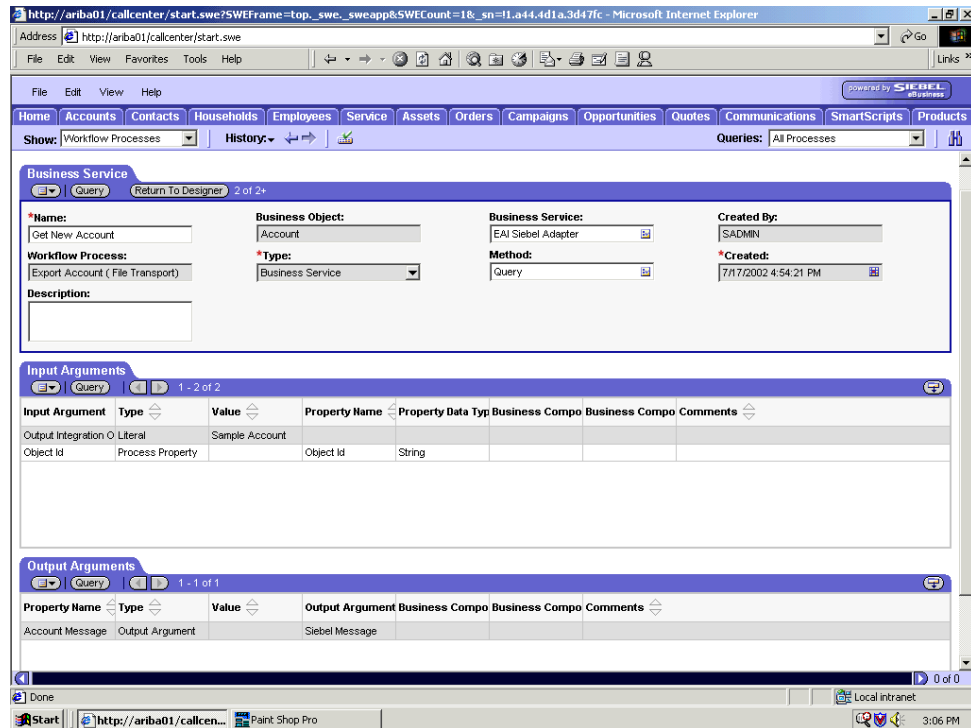 http://ariba01/callcenter/start.swe?SWEFrame=top._swe._sweapp&SWECount=1&_sn=!1.a44.4d1a.3d47fc - Microsoft Internet Explorer
Address http://ariba01/callcenter/start.swe Go
File Edit View Favorites Tools Help Links »
File Edit View Help powered by SIEBEL eBusiness
Home Accounts Contacts Households Employees Service Assets Orders Campaigns Opportunities Quotes Communications SmartScripts Products
Show: Workflow Processes History: Queries: All Processes
Business Service
Query Return To Designer 2 of 2+
*Name: Business Object: Business Service: Created By:
Get New Account Account EAI Siebel Adapter SADMIN
Workflow Process: *Type: Method: *Created:
Export Account ( File Transport) Business Service Query 7/17/2002 4:54:21 PM
Description:
Input Arguments
Query 1 - 2 of 2
Input Argument Type Value Property Name Property Data Typ Business Compo Business Compo Comments
Output Integration O Literal Sample Account
Object Id Process Property Object Id String
Output Arguments
Query 1 - 1 of 1
Property Name Type Value Output Argument Business Compo Business Compo Comments
Account Message Output Argument Siebel Message
0 of 0
Done Local intranet
Start http://ariba01/callcen... Paint Shop Pro 3:06 PM